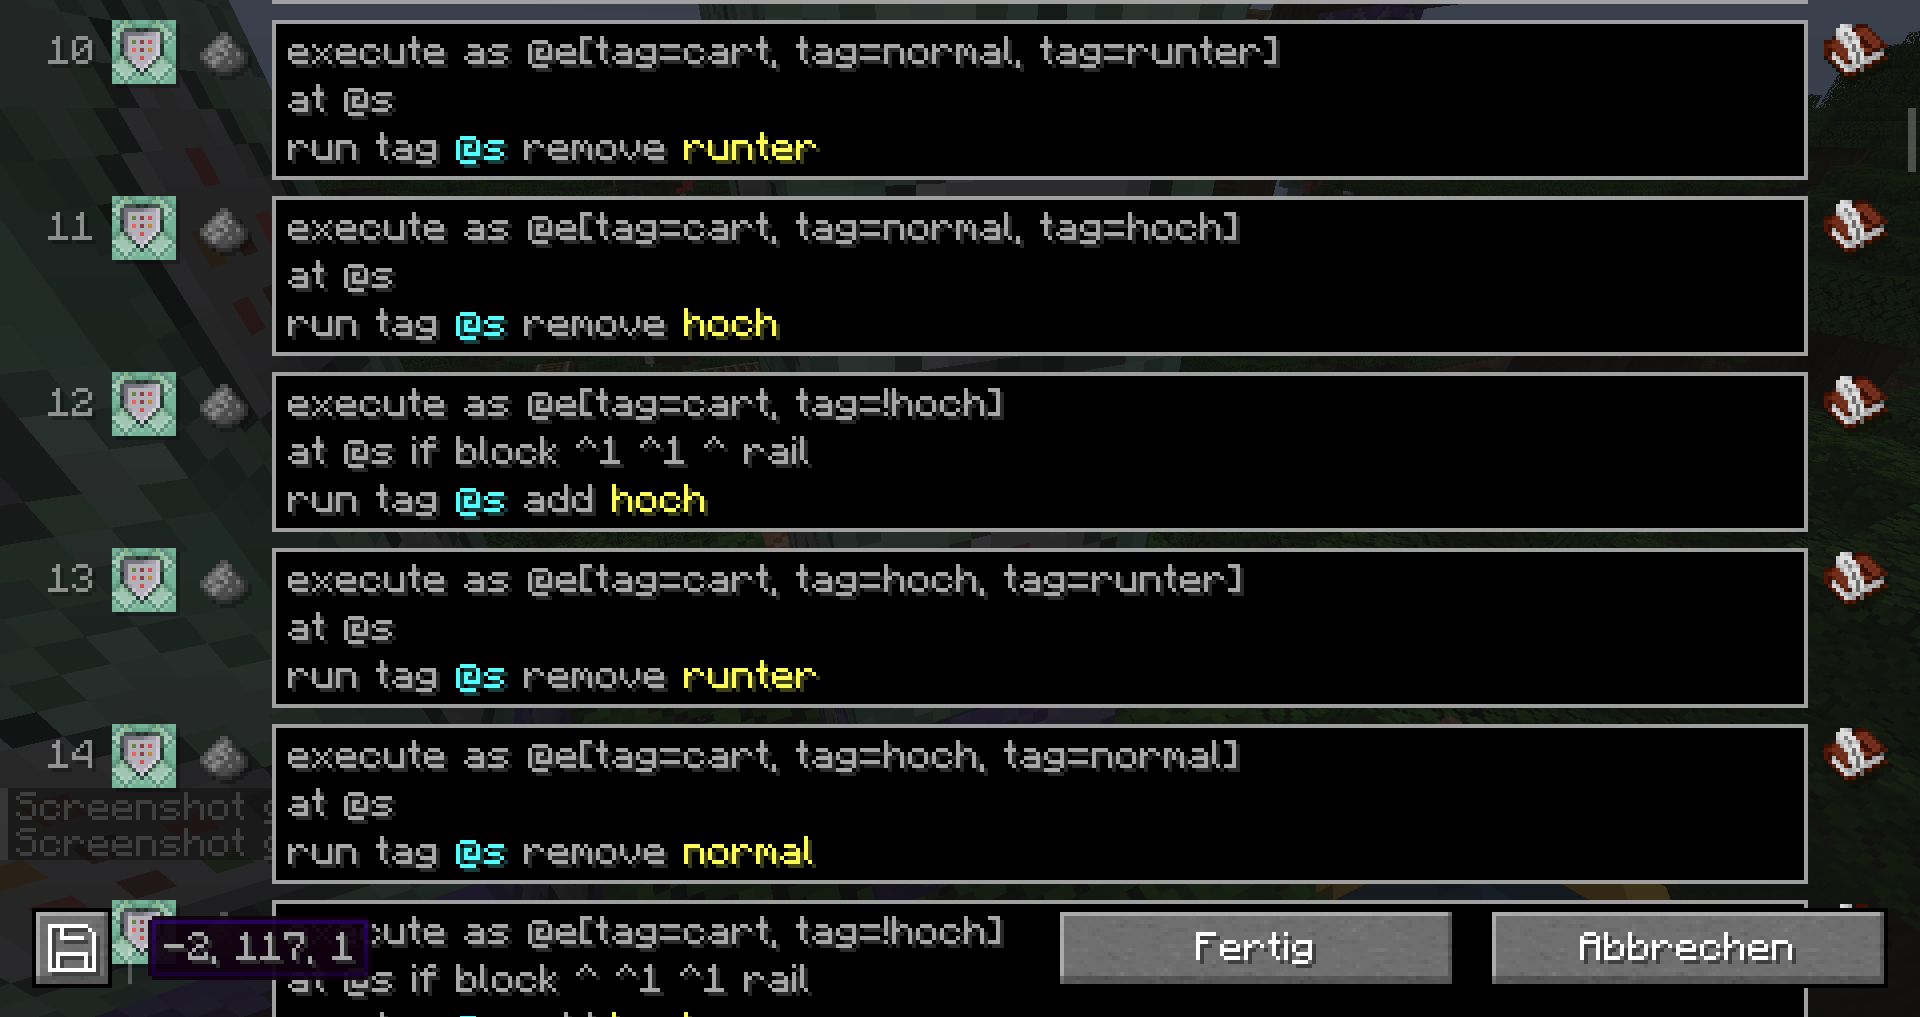 10
execute as @e[tag=cart, tag=normal, tag=runter]
at @s
run tag @s remove runter
11
execute as @e[tag=cart, tag=normal, tag=hoch]
at @s
run tag @s remove hoch
12
execute as @e[tag=cart, tag=!hoch]
at @s if block ^1 ^1 ^ rail
run tag @s add hoch
13
execute as @e[tag=cart, tag=hoch, tag=runter]
at @s
run tag @s remove runter
14
execute as @e[tag=cart, tag=hoch, tag=normal]
at @s
run tag @s remove normal
Screenshot
Screenshot
cute as @e[tag=cart, tag=!hoch]
at @s if block ^ ^1 ^1 rail
-2, 117, 1
Fertig
Abbrechen